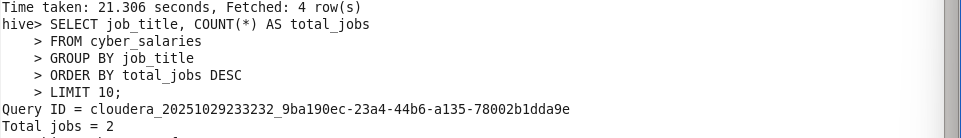 Time taken: 21.306 seconds, Fetched: 4 row(s)
hive> SELECT job_title, COUNT(*) AS total_jobs
    > FROM cyber_salaries
    > GROUP BY job_title
    > ORDER BY total_jobs DESC
    > LIMIT 10;
Query ID = cloudera_20251029233232_9ba190ec-23a4-44b6-a135-78002b1dda9e
Total jobs = 2